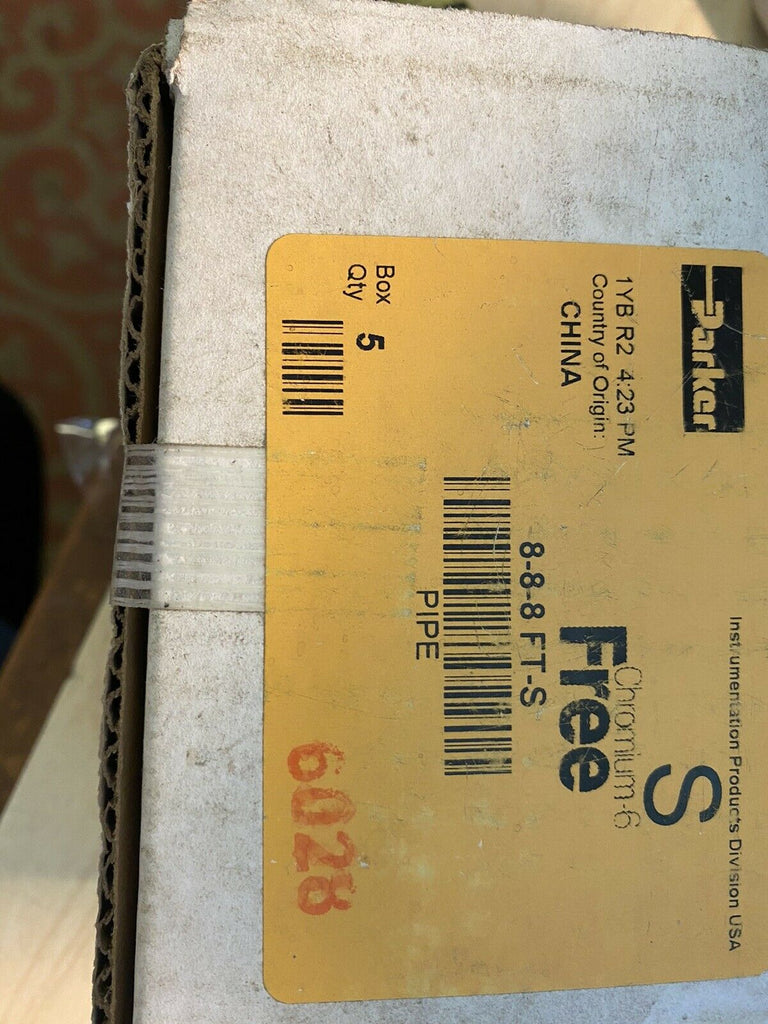 Parker
Instrumentation Products Division USA
1YB R2 4:23 PM
Country of Origin:
CHINA
S
Chromium-6
Free
8-8-8 FT-S
PIPE
Box
Qty
5
6028